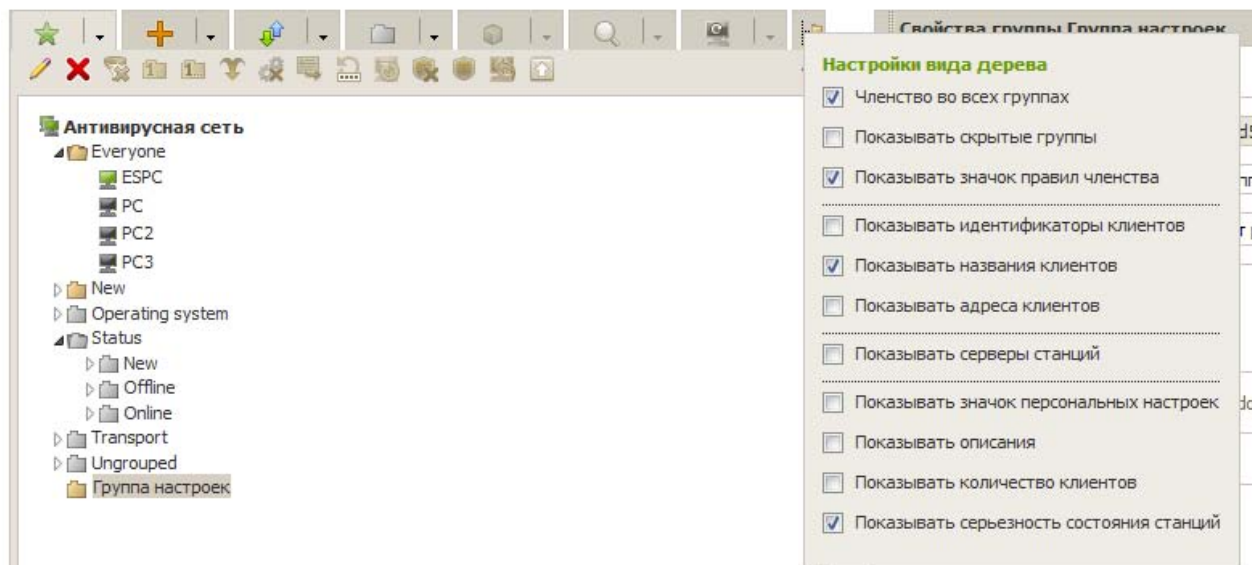 Свойства группы Группа настроек
Антивирусная сеть
Everyone
ESPC
PC
PC2
PC3
New
Operating system
Status
New
Offline
Online
Transport
Ungrouped
Группа настроек
Настройки вида дерева
Членство во всех группах
Показывать скрытые группы
Показывать значок правил членства
Показывать идентификаторы клиентов
Показывать названия клиентов
Показывать адреса клиентов
Показывать серверы станций
Показывать значок персональных настроек
Показывать описания
Показывать количество клиентов
Показывать серьезность состояния станций